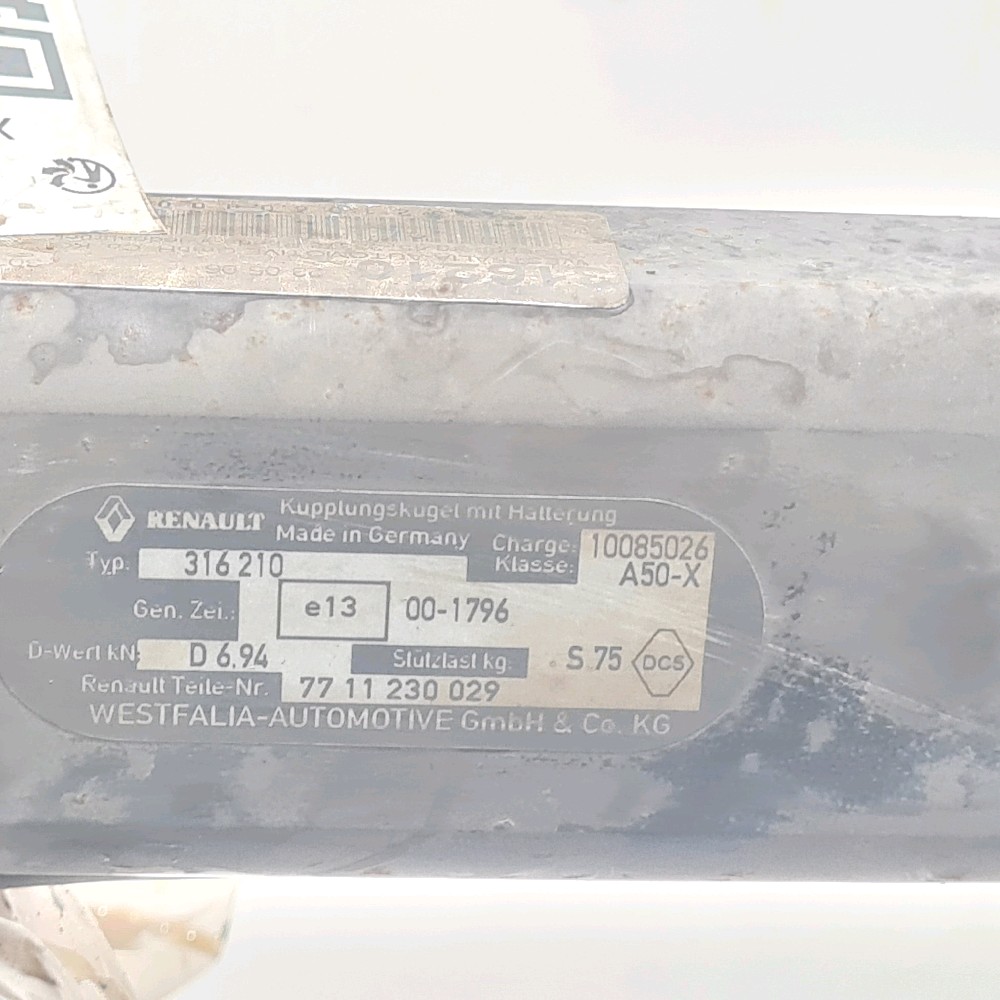 RENAULT Kupplungskugel mit Halterung
Made in Germany Charge: 10085026
Typ: 316 210 Klasse: A50-X
Gen. Zei.: e13 00-1796
D-Wert kN: D 6.94 Stützlast kg: S 75 DC5
Renault Teile-Nr. 77 11 230 029
WESTFALIA-AUTOMOTIVE GmbH & Co. KG